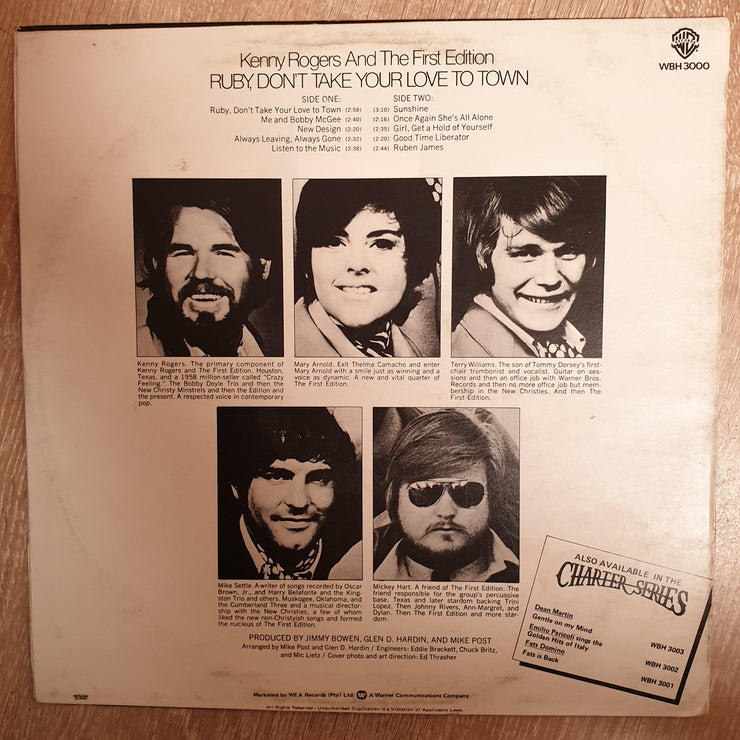 Kenny Rogers And The First Edition
RUBY, DON'T TAKE YOUR LOVE TO TOWN
WBH 3000
SIDE ONE:
Ruby, Don't Take Your Love to Town (2:58)
Me and Bobby McGee (2:40)
New Design (2:20)
Always Leaving, Always Gone (2:32)
Listen to the Music (2:38)
SIDE TWO:
(3:10) Sunshine
(2:16) Once Again She's All Alone
(2:35) Girl, Get a Hold of Yourself
(2:20) Good Time Liberator
(2:44) Ruben James
Kenny Rogers. The primary component of
Kenny Rogers and The First Edition. Houston,
Texas, and a 1958 million-seller called "Crazy
Feeling." The Bobby Doyle Trio and then the
New Christy Minstrels and then the Edition and
the present. A respected voice in contemporary
pop.
Mary Arnold. Exit Thelma Camacho and enter
Mary Arnold with a smile just as winning and a
voice as dynamic. A new and vital quarter of
The First Edition.
Terry Williams. The son of Tommy Dorsey's first-
chair trombonist and vocalist. Guitar on ses-
sions and then an office job with Warner Bros.
Records and then no more office job but mem-
bership in the New Christies. And then The
First Edition.
Mike Settle. A writer of songs recorded by Oscar
Brown, Jr., and Harry Belafonte and the King-
ston Trio and others. Muskogee, Oklahoma, and
the Cumberland Three and a musical director-
ship with the New Christies, a few of whom
liked the new non-Christyish songs and formed
the nucleus of The First Edition.
Mickey Hart. A friend of The First Edition. The
friend responsible for the group's percussive
base. Texas and later stardom backing Trini
Lopez. Then Johnny Rivers, Ann-Margret, and
Dylan. Then The First Edition and more star-
dom.
PRODUCED BY JIMMY BOWEN, GLEN D. HARDIN, AND MIKE POST
Arranged by Mike Post and Glen D. Hardin / Engineers: Eddie Brackett, Chuck Britz,
and Mic Lietz / Cover photo and art direction: Ed Thrasher
ALSO AVAILABLE IN THE
CHARTER SERIES
Dean Martin
Gentle on my Mind WBH 3003
Emilio Pericoli sings the
Golden Hits of Italy WBH 3002
Fats Domino
Fats is Back WBH 3001
Marketed by WEA Records (Pty) Ltd. A Warner Communications Company.
All Rights Reserved - Unauthorised Duplication is a Violation of Applicable Laws.